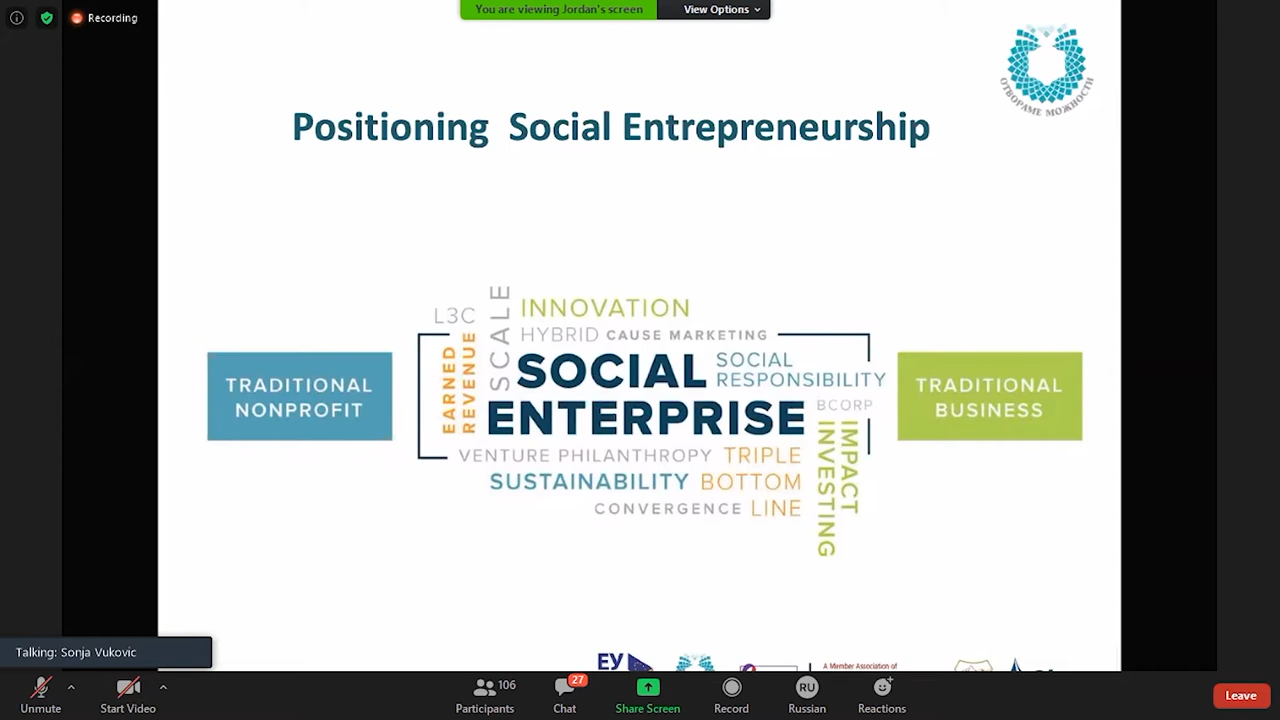 Recording
You are viewing Jordan's screen
View Options
ОТВОРАМЕ МОЖНОСТИ
Positioning Social Entrepreneurship
TRADITIONAL
NONPROFIT
L3C
SCALE
INNOVATION
HYBRID CAUSE MARKETING
EARNED
REVENUE
SOCIAL
ENTERPRISE
SOCIAL
RESPONSIBILITY
BCORP
IMPACT
INVESTING
VENTURE PHILANTHROPY
TRIPLE
BOTTOM
LINE
SUSTAINABILITY
CONVERGENCE
TRADITIONAL
BUSINESS
Talking: Sonja Vukovic
ЕУ
A Member Association of
Unmute
Start Video
106
Participants
27
Chat
Share Screen
Record
RU
Russian
Reactions
Leave